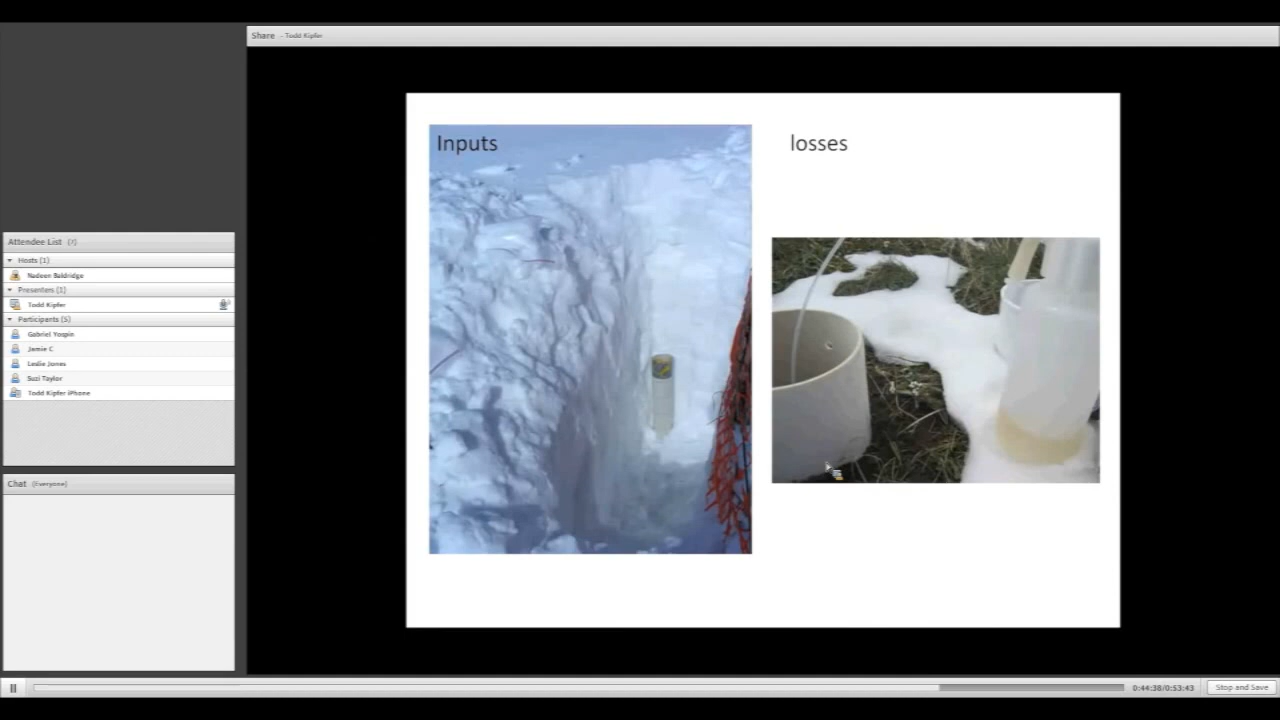 Share - Todd Kipfer
Inputs
losses
Attendee List (7)
Hosts (1)
Nadeen Baldridge
Presenters (1)
Todd Kipfer
Participants (5)
Gabriel Yospin
Jamie C
Leslie Jones
Suzi Taylor
Todd Kipfer iPhone
Chat (Everyone)
0:44:38/0:53:43
Stop and Save